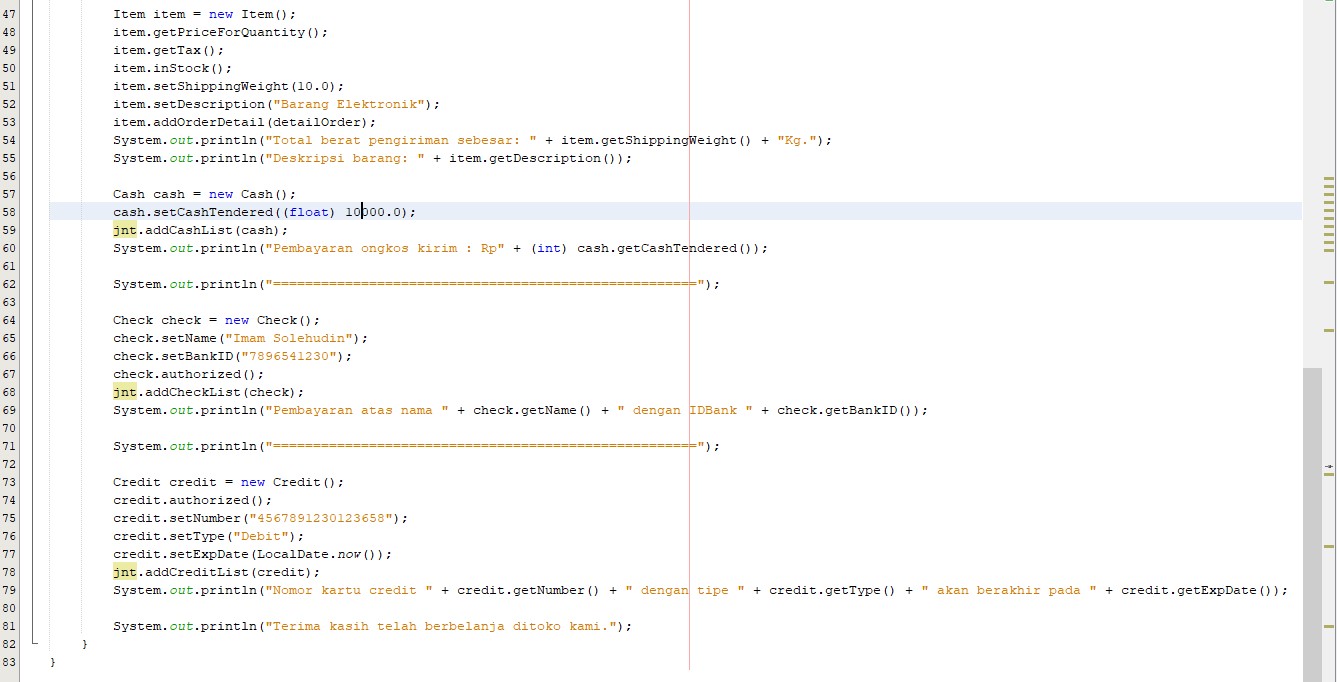 47 Item item = new Item();
48 item.getPriceForQuantity();
49 item.getTax();
50 item.inStock();
51 item.setShippingWeight(10.0);
52 item.setDescription("Barang Elektronik");
53 item.addOrderDetail(detailOrder);
54 System.out.println("Total berat pengiriman sebesar: " + item.getShippingWeight() + "Kg.");
55 System.out.println("Deskripsi barang: " + item.getDescription());
56
57 Cash cash = new Cash();
58 cash.setCashTendered((float) 10000.0);
59 jnt.addCashList(cash);
60 System.out.println("Pembayaran ongkos kirim : Rp" + (int) cash.getCashTendered());
61
62 System.out.println("=====================================================");
63
64 Check check = new Check();
65 check.setName("Imam Solehudin");
66 check.setBankID("7896541230");
67 check.authorized();
68 jnt.addCheckList(check);
69 System.out.println("Pembayaran atas nama " + check.getName() + " dengan IDBank " + check.getBankID());
70
71 System.out.println("=====================================================");
72
73 Credit credit = new Credit();
74 credit.authorized();
75 credit.setNumber("4567891230123658");
76 credit.setType("Debit");
77 credit.setExpDate(LocalDate.now());
78 jnt.addCreditList(credit);
79 System.out.println("Nomor kartu credit " + credit.getNumber() + " dengan tipe " + credit.getType() + " akan berakhir pada " + credit.getExpDate());
80
81 System.out.println("Terima kasih telah berbelanja ditoko kami.");
82 }
83 }